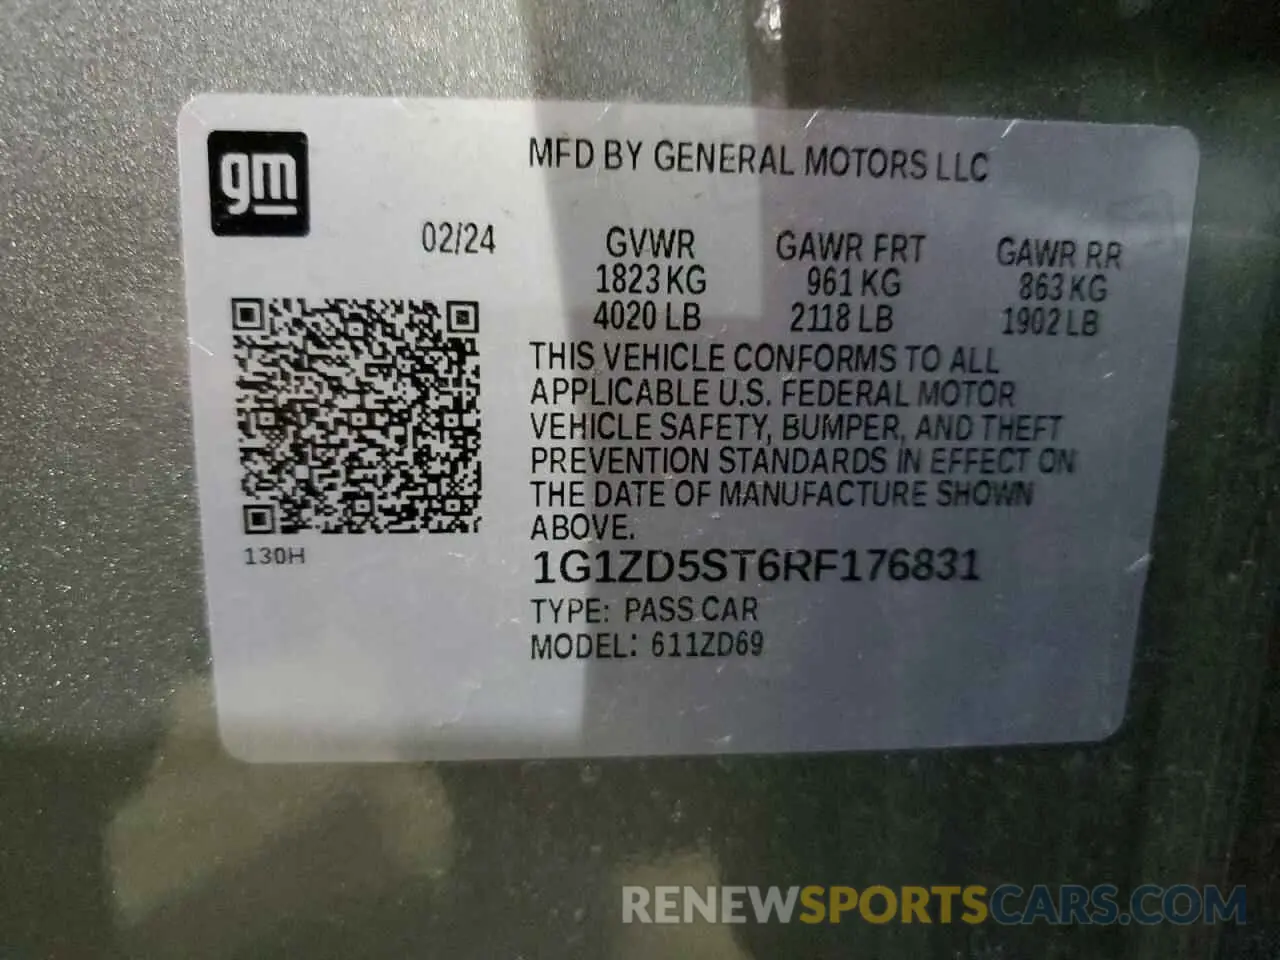 gm
MFD BY GENERAL MOTORS LLC
02/24
GVWR GAWR FRT GAWR RR
1823 KG 961 KG 863 KG
4020 LB 2118 LB 1902 LB
THIS VEHICLE CONFORMS TO ALL
APPLICABLE U.S. FEDERAL MOTOR
VEHICLE SAFETY, BUMPER, AND THEFT
PREVENTION STANDARDS IN EFFECT ON
THE DATE OF MANUFACTURE SHOWN
ABOVE.
130H
1G1ZD5ST6RF176831
TYPE: PASS CAR
MODEL: 611ZD69
RENEWSPORTSCARS.COM